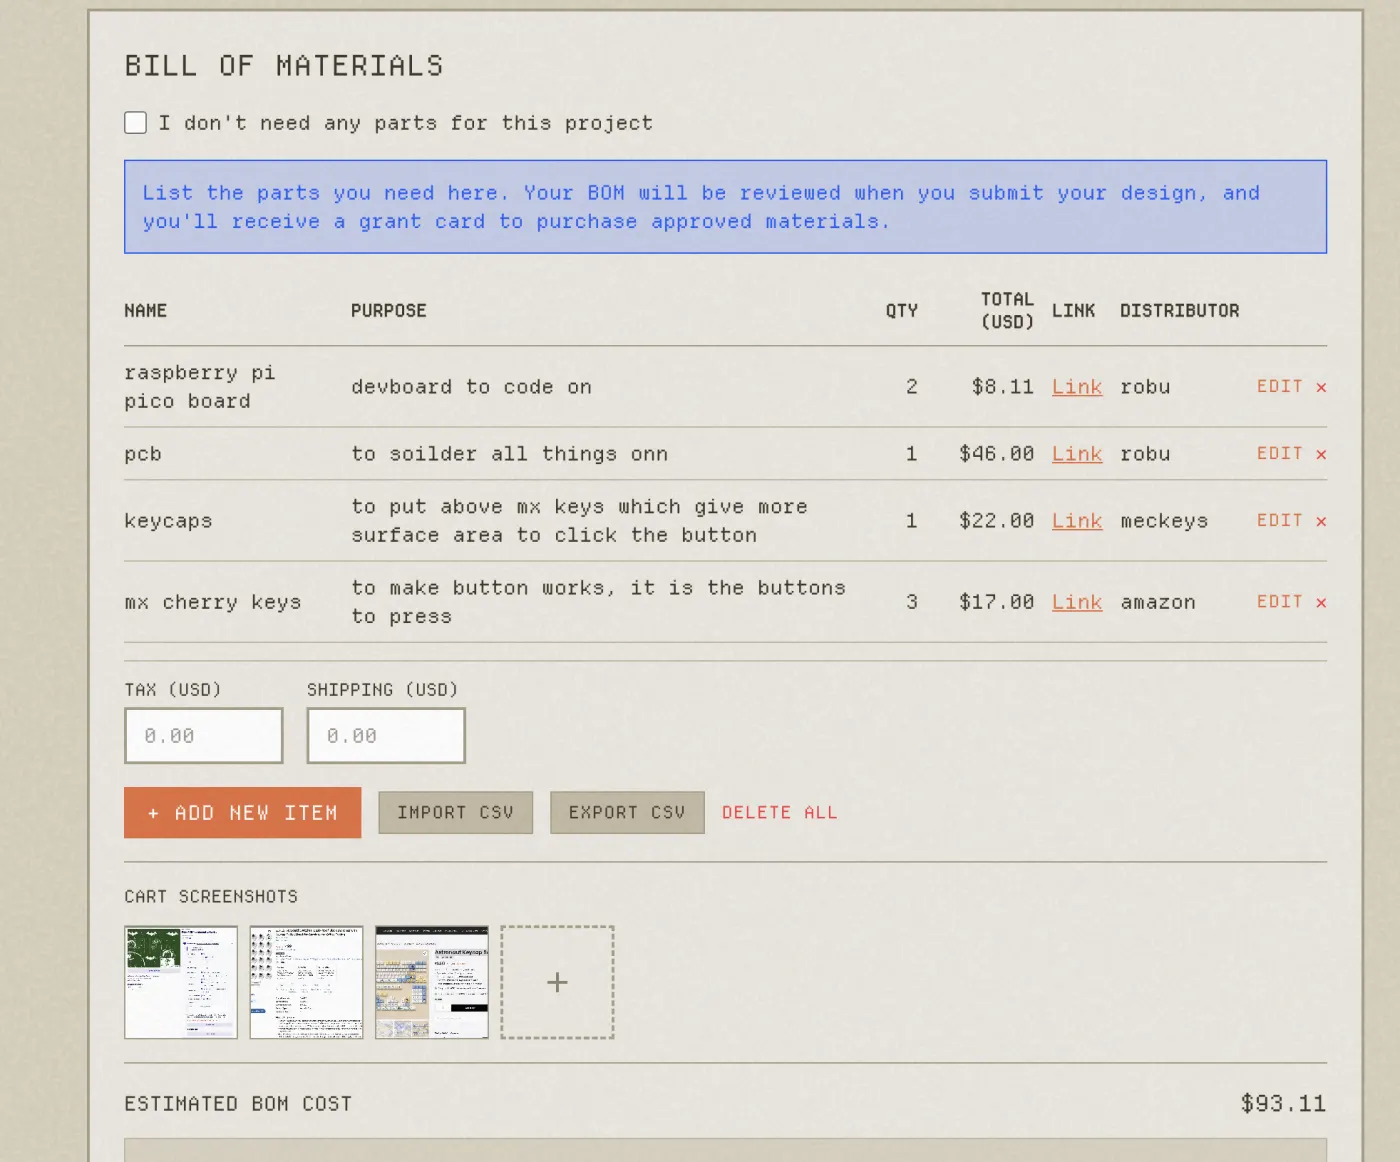 BILL OF MATERIALS
I don't need any parts for this project
List the parts you need here. Your BOM will be reviewed when you submit your design, and
you'll receive a grant card to purchase approved materials.
NAME PURPOSE QTY TOTAL (USD) LINK DISTRIBUTOR
raspberry pi
pico board
devboard to code on 2 $8.11 Link robu EDIT ×
pcb to soilder all things onn 1 $46.00 Link robu EDIT ×
keycaps
to put above mx keys which give more
surface area to click the button
1 $22.00 Link meckeys EDIT ×
mx cherry keys
to make button works, it is the buttons
to press
3 $17.00 Link amazon EDIT ×
TAX (USD) SHIPPING (USD)
0.00 0.00
+ ADD NEW ITEM IMPORT CSV EXPORT CSV DELETE ALL
CART SCREENSHOTS
Astronaut Keycap S
+
ESTIMATED BOM COST $93.11